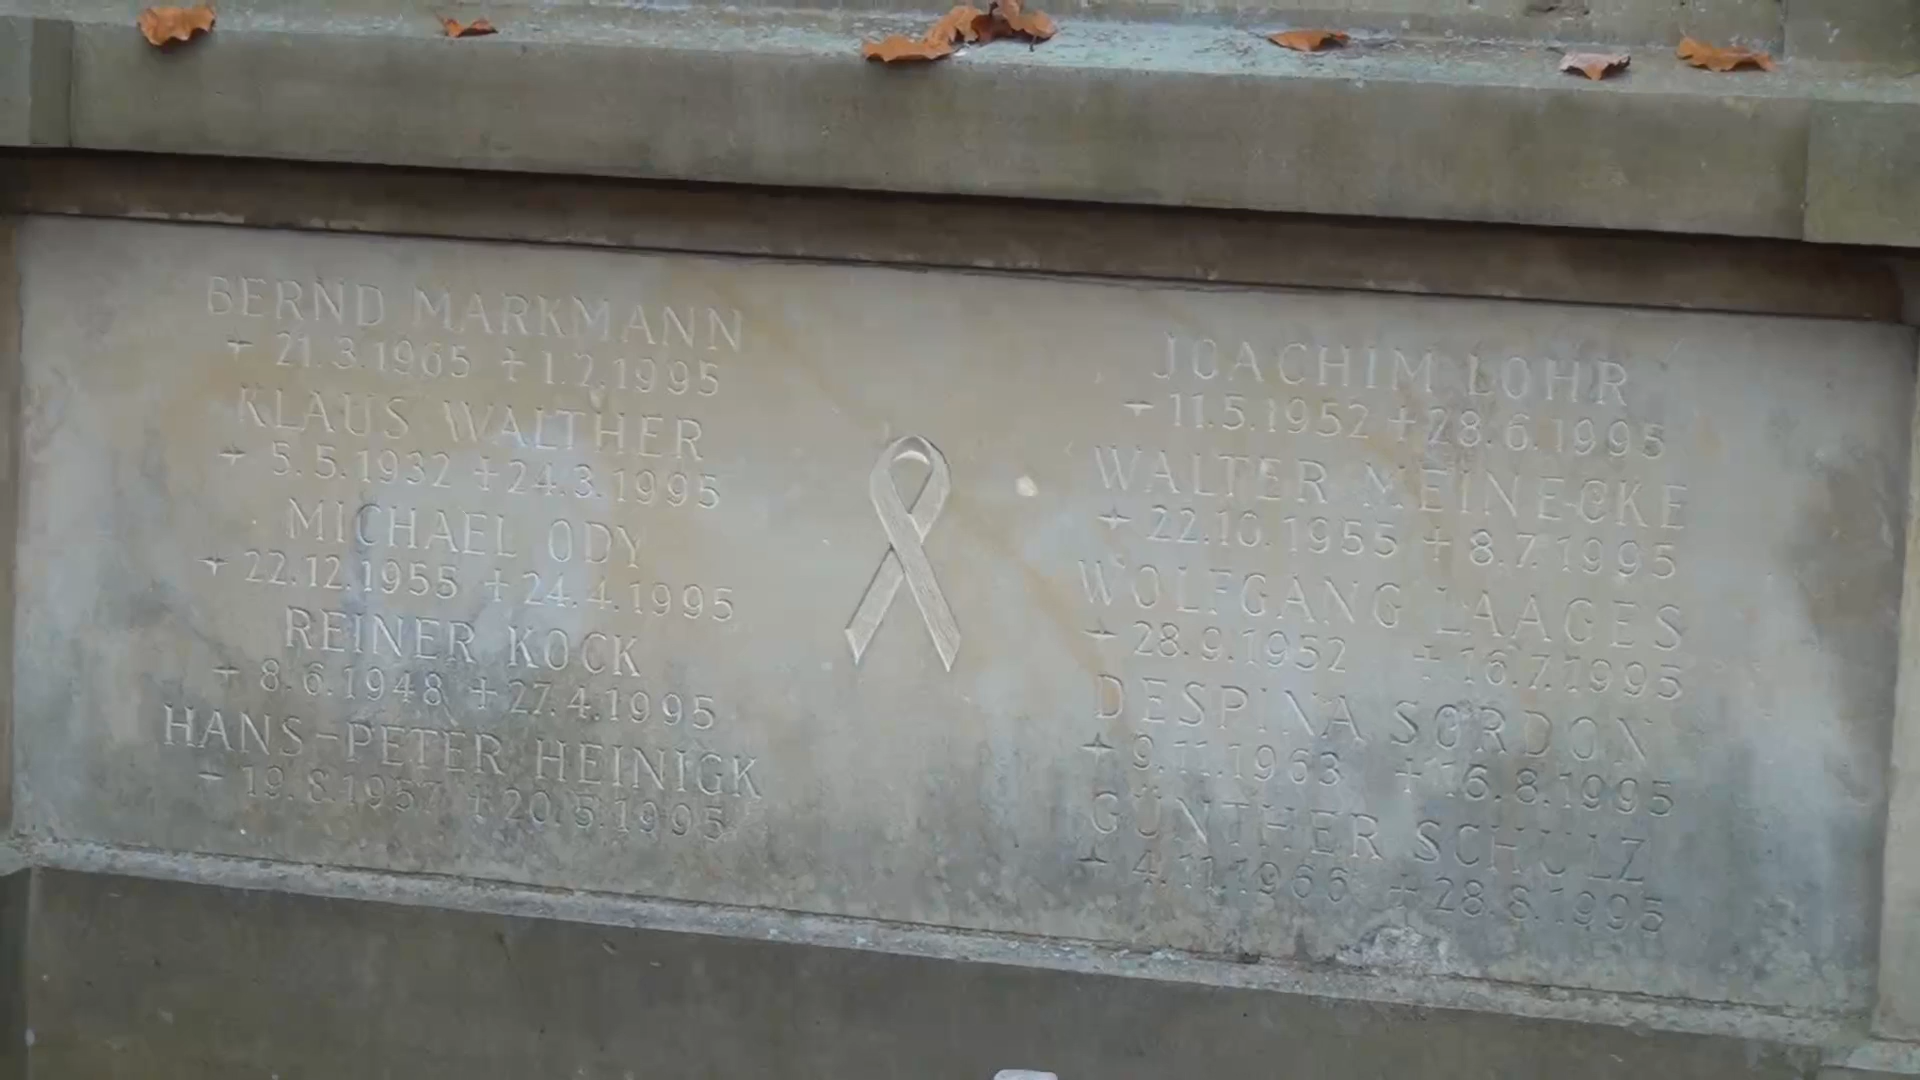 BERND MARKMANN
21.3.1965 + 1.2.1995
KLAUS WALTHER
5.5.1932 + 24.3.1995
MICHAEL ODY
22.12.1955 + 24.4.1995
REINER KOCK
8.6.1948 + 27.4.1995
HANS-PETER HEINIGK
19.8.1957 + 20.5.1995
JOACHIM LOHR
11.5.1952 + 28.6.1995
WALTER MEINECKE
22.10.1955 + 8.7.1995
WOLFGANG LAAGES
28.9.1952 + 16.7.1995
DESPINA SORDON
9.11.1963 + 16.8.1995
GÜNTHER SCHULZ
4.11.1966 + 28.8.1995